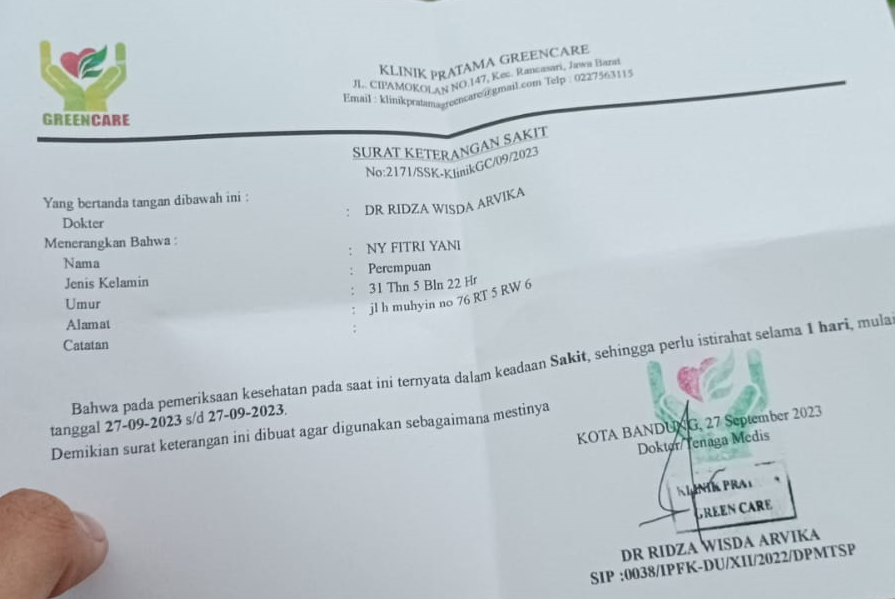 GREENCARE
KLINIK PRATAMA GREENCARE
JL. CIPAMOKOLAN NO.147, Kec. Rancasari, Jawa Barat
Email : klinikpratamagreencare@gmail.com Telp : 0227563115
SURAT KETERANGAN SAKIT
No:2171/SSK-KlinikGC/09/2023
Yang bertanda tangan dibawah ini :
Dokter : DR RIDZA WISDA ARVIKA
Menerangkan Bahwa :
Nama : NY FITRI YANI
Jenis Kelamin : Perempuan
Umur : 31 Thn 5 Bln 22 Hr
Alamat : jl h muhyin no 76 RT 5 RW 6
Catatan :
Bahwa pada pemeriksaan kesehatan pada saat ini ternyata dalam keadaan Sakit, sehingga perlu istirahat selama 1 hari, mulai
tanggal 27-09-2023 s/d 27-09-2023.
Demikian surat keterangan ini dibuat agar digunakan sebagaimana mestinya
KOTA BANDUNG, 27 September 2023
Dokter/Tenaga Medis
KLINIK PRA
GREEN CARE
DR RIDZA WISDA ARVIKA
SIP :0038/IPFK-DU/XII/2022/DPMTSP